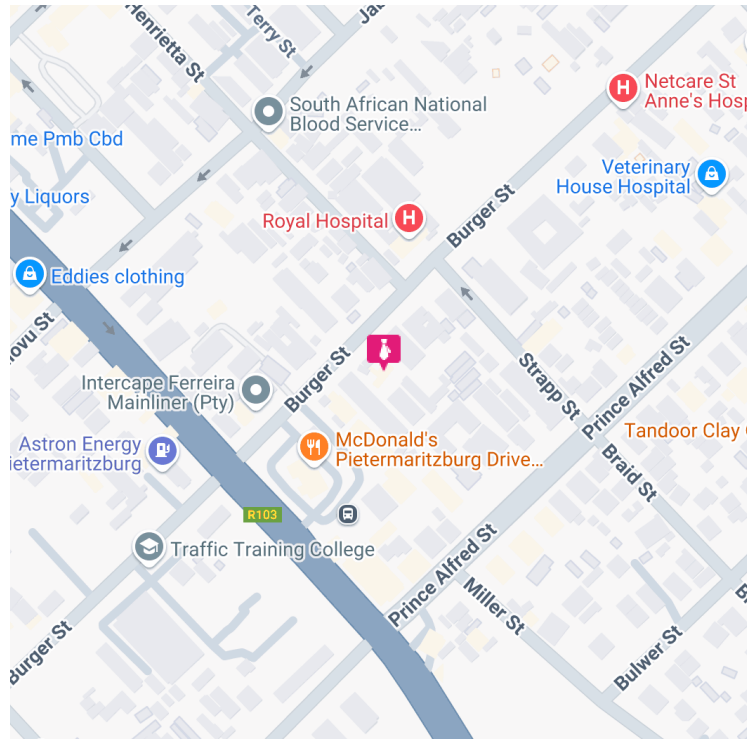 Henrietta St
Terry St
South African National
Blood Service...
Netcare St
Anne's Hosp
me Pmb Cbd
Veterinary
House Hospital
y Liquors
Royal Hospital
Burger St
Eddies clothing
ovu St
Burger St
Strapp St
Prince Alfred St
Intercape Ferreira
Mainliner (Pty)
Tandoor Clay
Astron Energy
ietermaritzburg
McDonald's
Pietermaritzburg Drive...
Braid St
R103
Traffic Training College
Prince Alfred St
Miller St
Burger St
Bulwer St